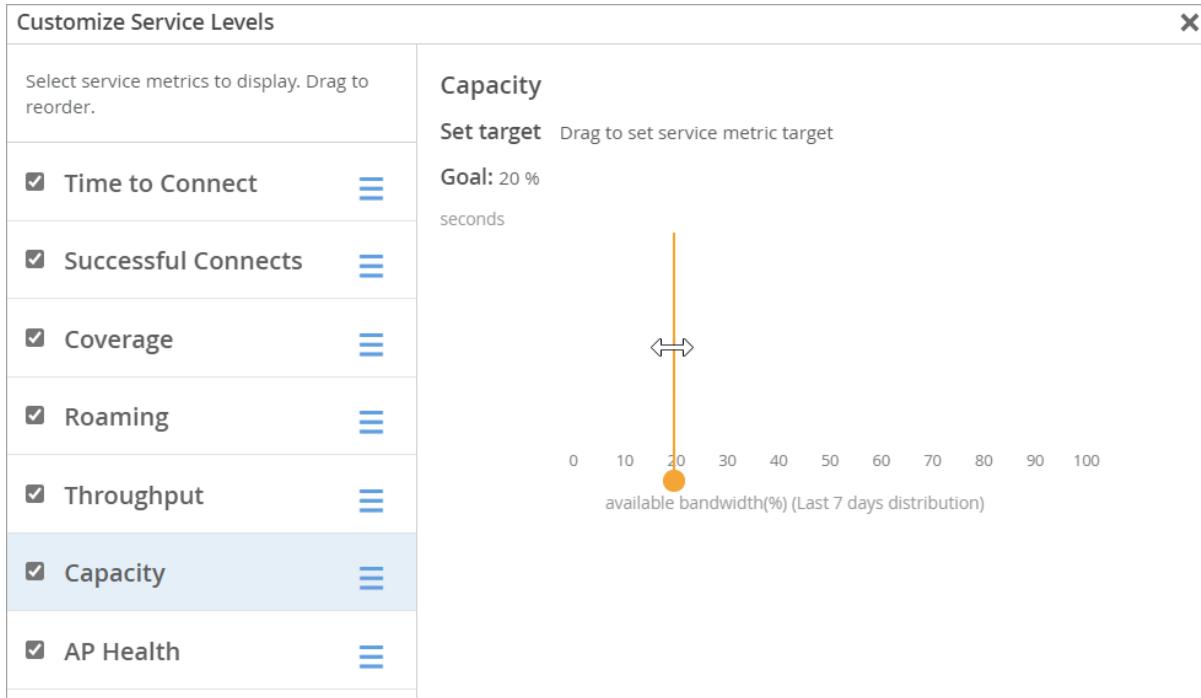 Customize Service Levels
Select service metrics to display. Drag to
reorder.
Time to Connect
Successful Connects
Coverage
Roaming
Throughput
Capacity
AP Health
Capacity
Set target Drag to set service metric target
Goal: 20 %
seconds
0 10 20 30 40 50 60 70 80 90 100
available bandwidth(%) (Last 7 days distribution)